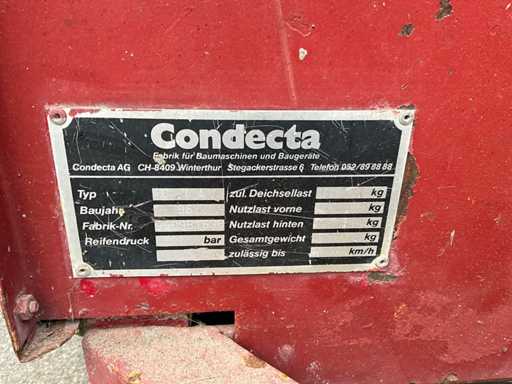 Condecta
Fabrik für Baumaschinen und Baugeräte
Condecta AG CH-8409 Winterthur Stegackerstrasse 6 Telefon 052/89 88 88
Typ zul. Deichsellast kg
Baujahr Nutzlast vorne kg
Fabrik-Nr. Nutzlast hinten kg
Reifendruck bar Gesamtgewicht kg
zulässig bis km/h